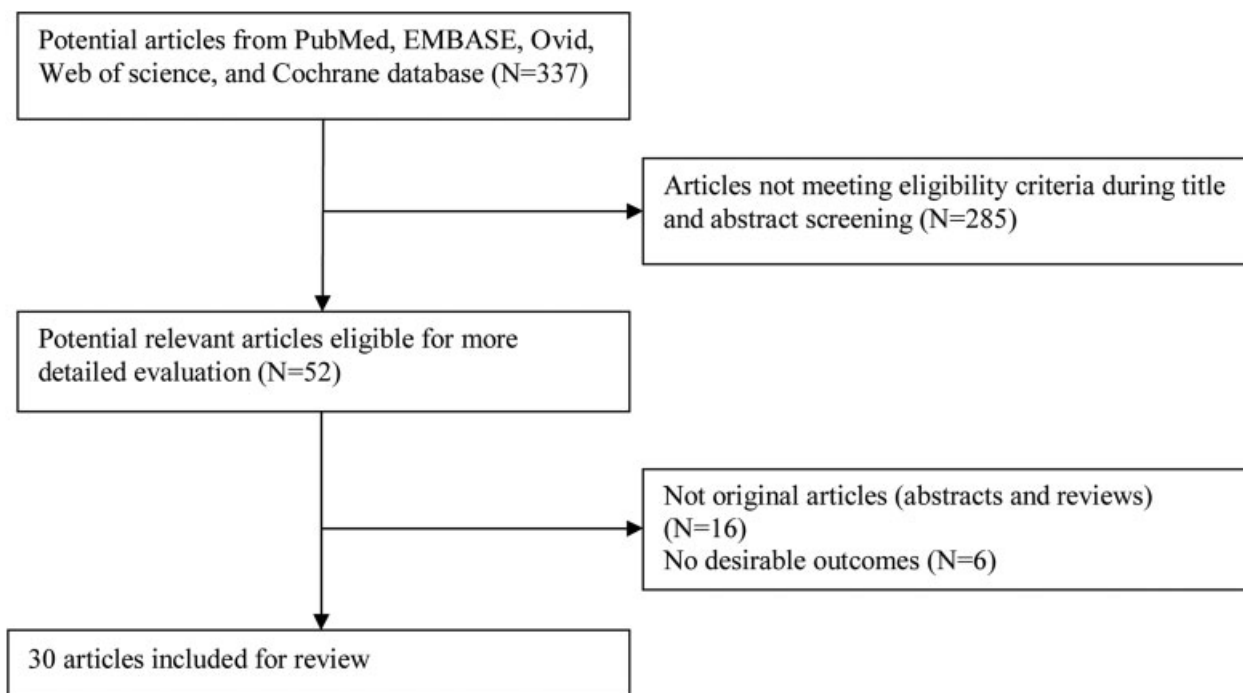 Potential articles from PubMed, EMBASE, Ovid,
Web of science, and Cochrane database (N=337)
Articles not meeting eligibility criteria during title
and abstract screening (N=285)
Potential relevant articles eligible for more
detailed evaluation (N=52)
Not original articles (abstracts and reviews)
(N=16)
No desirable outcomes (N=6)
30 articles included for review